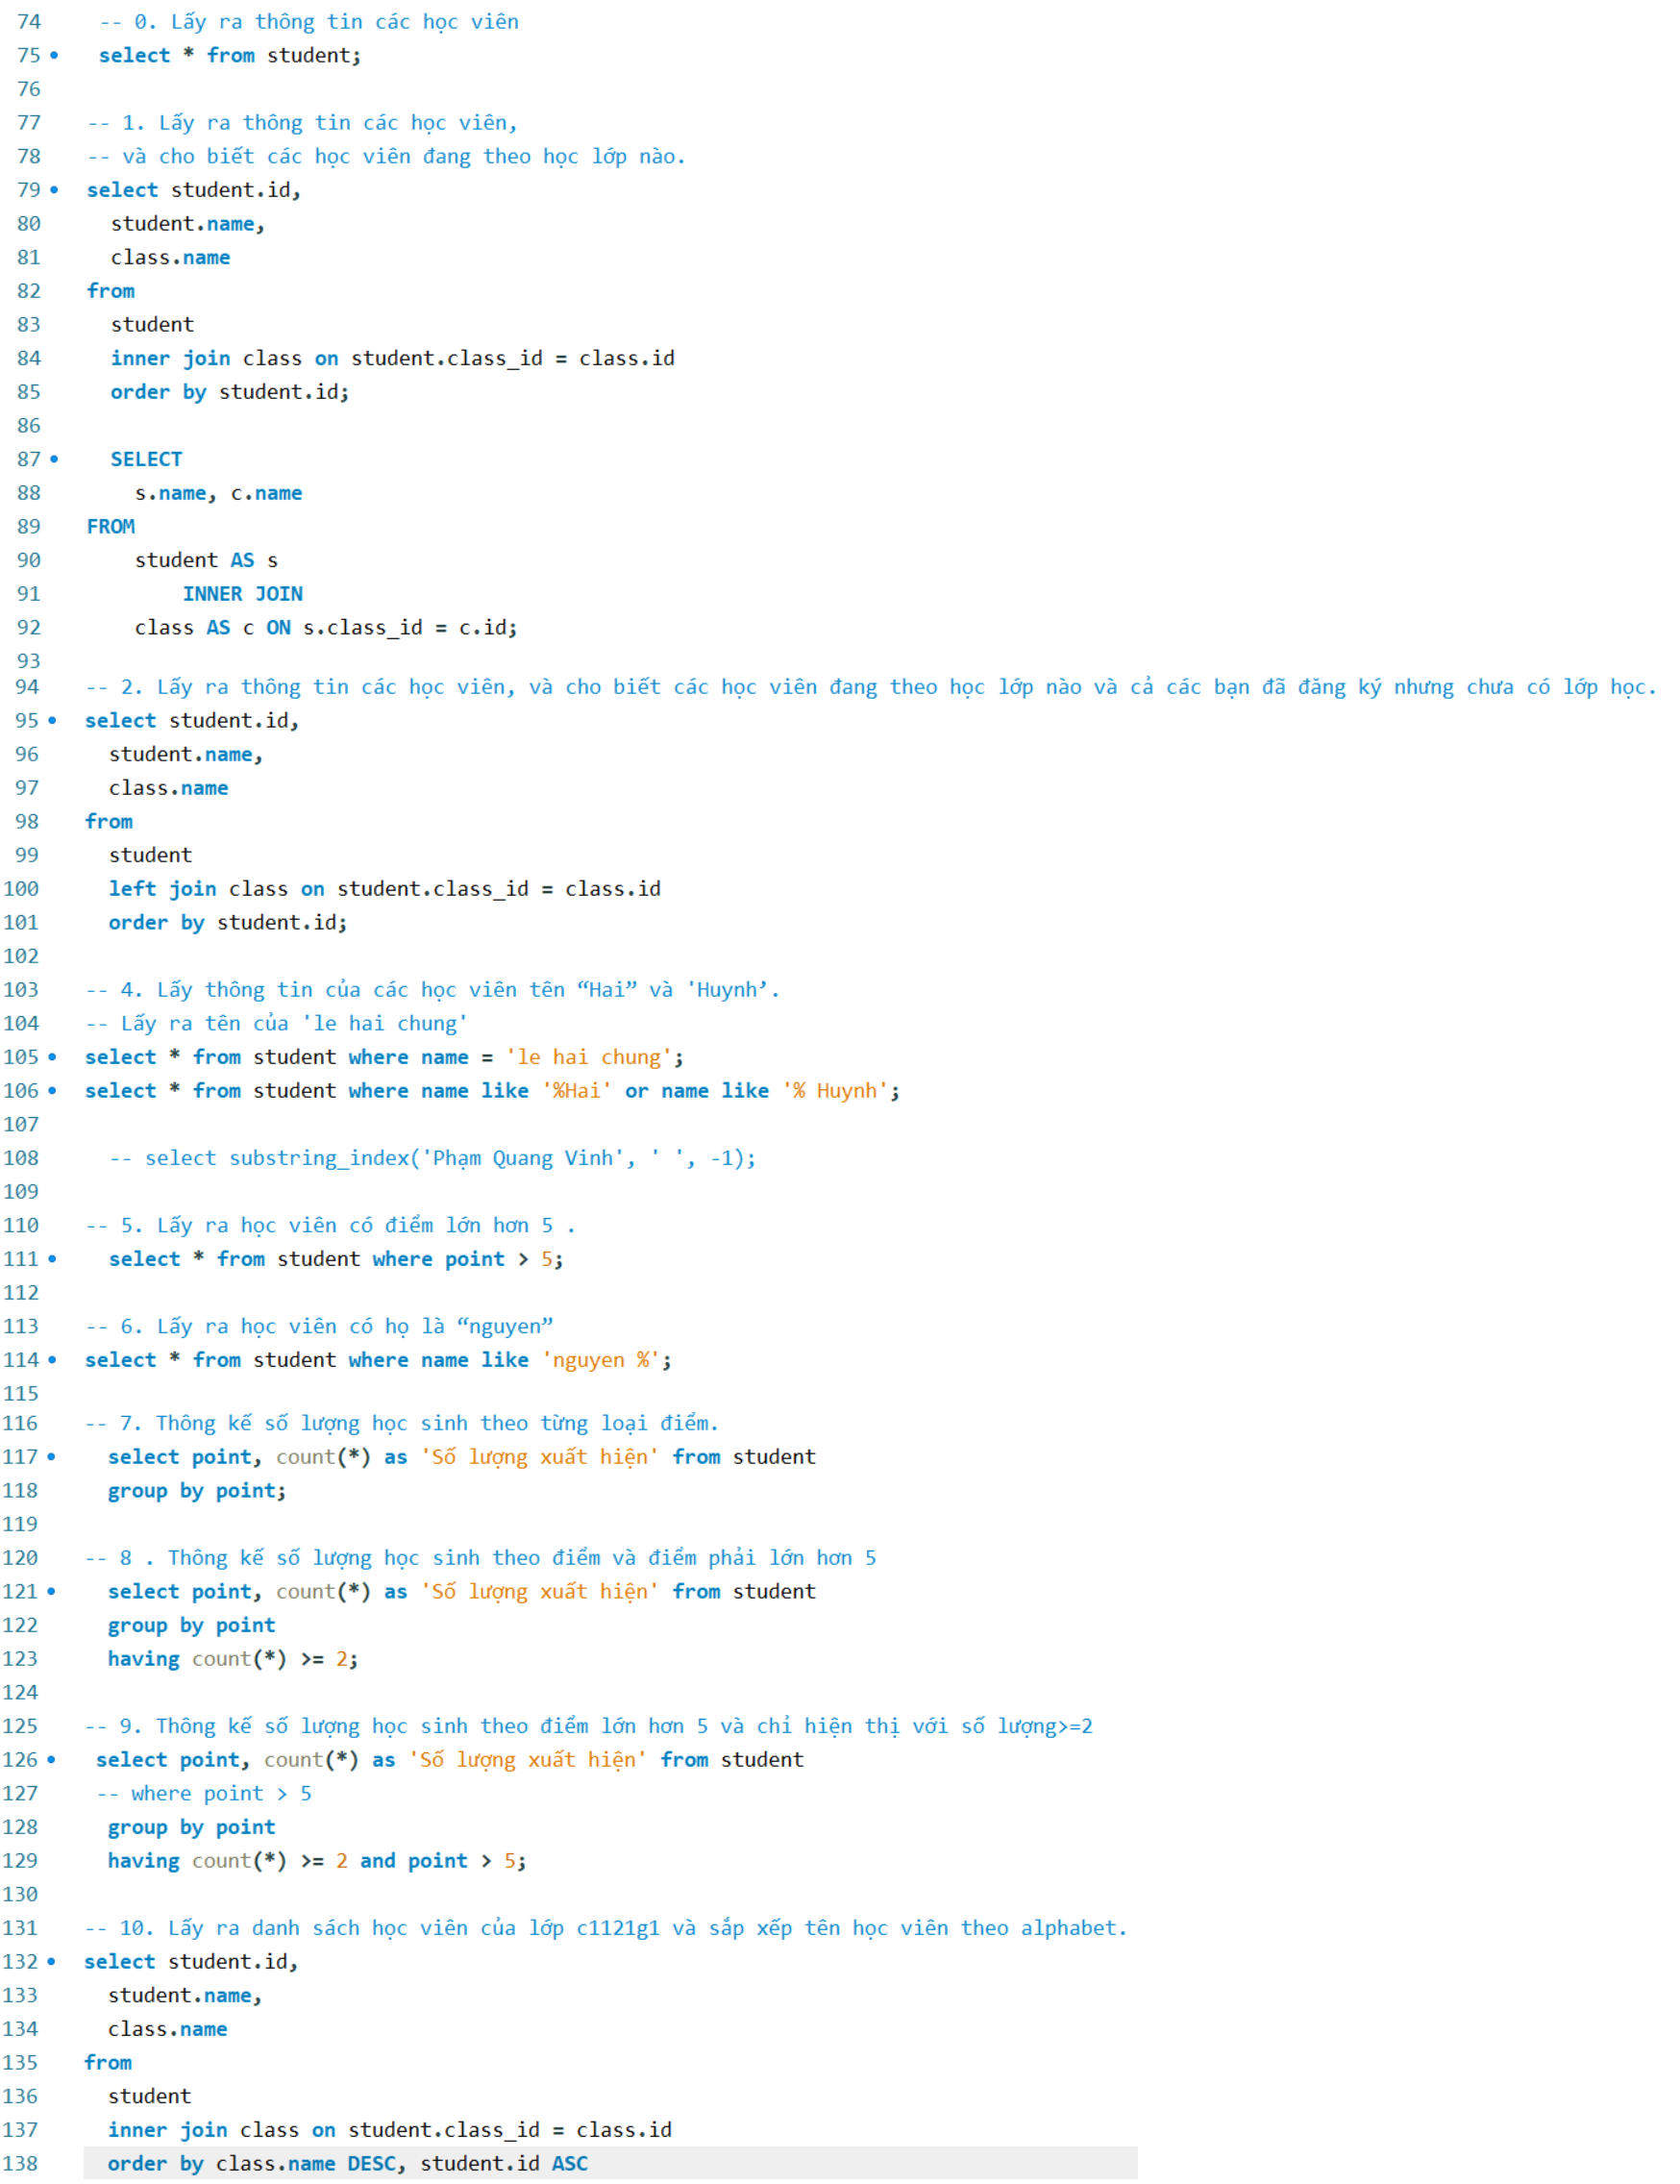 74 -- 0. Lấy ra thông tin các học viên
75 select * from student;
76
77 -- 1. Lấy ra thông tin các học viên,
78 -- và cho biết các học viên đang theo học lớp nào.
79 select student.id,
80 student.name,
81 class.name
82 from
83 student
84 inner join class on student.class_id = class.id
85 order by student.id;
86
87 SELECT
88 s.name, c.name
89 FROM
90 student AS s
91 INNER JOIN
92 class AS c ON s.class_id = c.id;
93
94 -- 2. Lấy ra thông tin các học viên, và cho biết các học viên đang theo học lớp nào và cả các bạn đã đăng ký nhưng chưa có lớp học.
95 select student.id,
96 student.name,
97 class.name
98 from
99 student
100 left join class on student.class_id = class.id
101 order by student.id;
102
103 -- 4. Lấy thông tin của các học viên tên “Hai” và 'Huynh’.
104 -- Lấy ra tên của 'le hai chung'
105 select * from student where name = 'le hai chung';
106 select * from student where name like '%Hai' or name like '% Huynh';
107
108 -- select substring_index('Phạm Quang Vinh', ' ', -1);
109
110 -- 5. Lấy ra học viên có điểm lớn hơn 5 .
111 select * from student where point > 5;
112
113 -- 6. Lấy ra học viên có họ là “nguyen”
114 select * from student where name like 'nguyen %';
115
116 -- 7. Thông kế số lượng học sinh theo từng loại điểm.
117 select point, count(*) as 'Số lượng xuất hiện' from student
118 group by point;
119
120 -- 8 . Thông kế số lượng học sinh theo điểm và điểm phải lớn hơn 5
121 select point, count(*) as 'Số lượng xuất hiện' from student
122 group by point
123 having count(*) >= 2;
124
125 -- 9. Thông kế số lượng học sinh theo điểm lớn hơn 5 và chỉ hiện thị với số lượng>=2
126 select point, count(*) as 'Số lượng xuất hiện' from student
127 -- where point > 5
128 group by point
129 having count(*) >= 2 and point > 5;
130
131 -- 10. Lấy ra danh sách học viên của lớp c1121g1 và sắp xếp tên học viên theo alphabet.
132 select student.id,
133 student.name,
134 class.name
135 from
136 student
137 inner join class on student.class_id = class.id
138 order by class.name DESC, student.id ASC